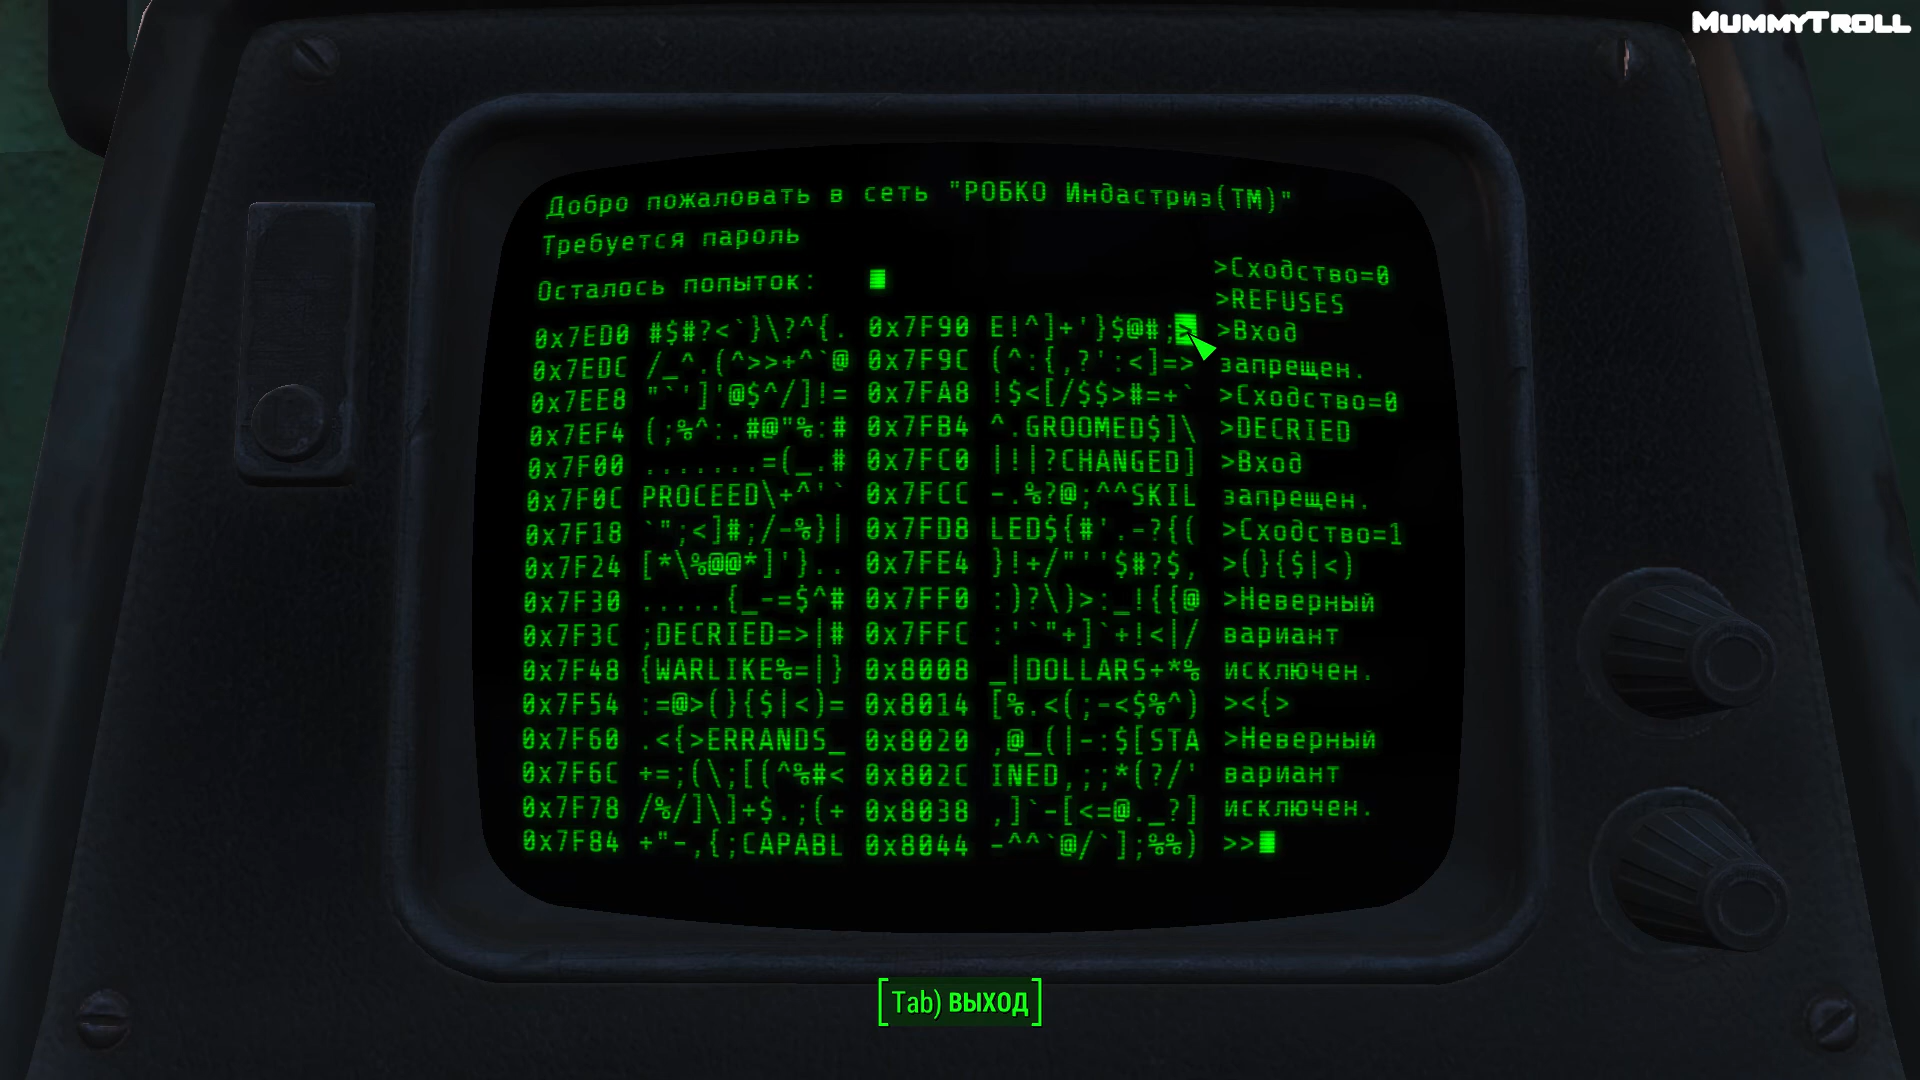 MUMMYTROLL
Добро пожаловать в сеть "РОБКО Индастриз(ТМ)"
Требуется пароль
Осталось попыток:
0x7ED0 #$#?<`}\?^{.
0x7EDC /_^.(^>>+^`@
0x7EE8 "`']'@$^/]!=
0x7EF4 (;%^:.#@"%:#
0x7F00 .......=(_.#
0x7F0C PROCEED\+^'`
0x7F18 `";<]#;/-%}|
0x7F24 [*\%@@*]'}..
0x7F30 .....{_-=$^#
0x7F3C ;DECRIED=>|#
0x7F48 {WARLIKE%=|}
0x7F54 :=@>(}{$|<)=
0x7F60 .<{>ERRANDS_
0x7F6C +=;(\;[(^%#<
0x7F78 /%/]\]+$.;(+
0x7F84 +"-,{;CAPABL
0x7F90 E!^]+'}$@#;>
0x7F9C (^:{,?':<]=>
0x7FA8 !$<[/$$>#=+`
0x7FB4 ^.GROOMED$]\
0x7FC0 |!|?CHANGED]
0x7FCC -.%?@;^^SKIL
0x7FD8 LED${#'.-?{(
0x7FE4 }!+/"''$#?$,
0x7FF0 :)?\)>:_!{{@
0x7FFC :'`"+]`+!<|/
0x8008 _|DOLLARS+*%
0x8014 [%.<(;-<$%^)
0x8020 ,@_(|-:$[STA
0x802C INED,;;*(?/'
0x8038 ,]`-[<=@._?]
0x8044 -^^`@/`];%%)
>Сходство=0
>REFUSES
>Вход
запрещен.
>Сходство=0
>DECRIED
>Вход
запрещен.
>Сходство=1
>(}{$|<)
>Неверный
вариант
исключен.
><{>
>Неверный
вариант
исключен.
>>
Tab) ВЫХОД